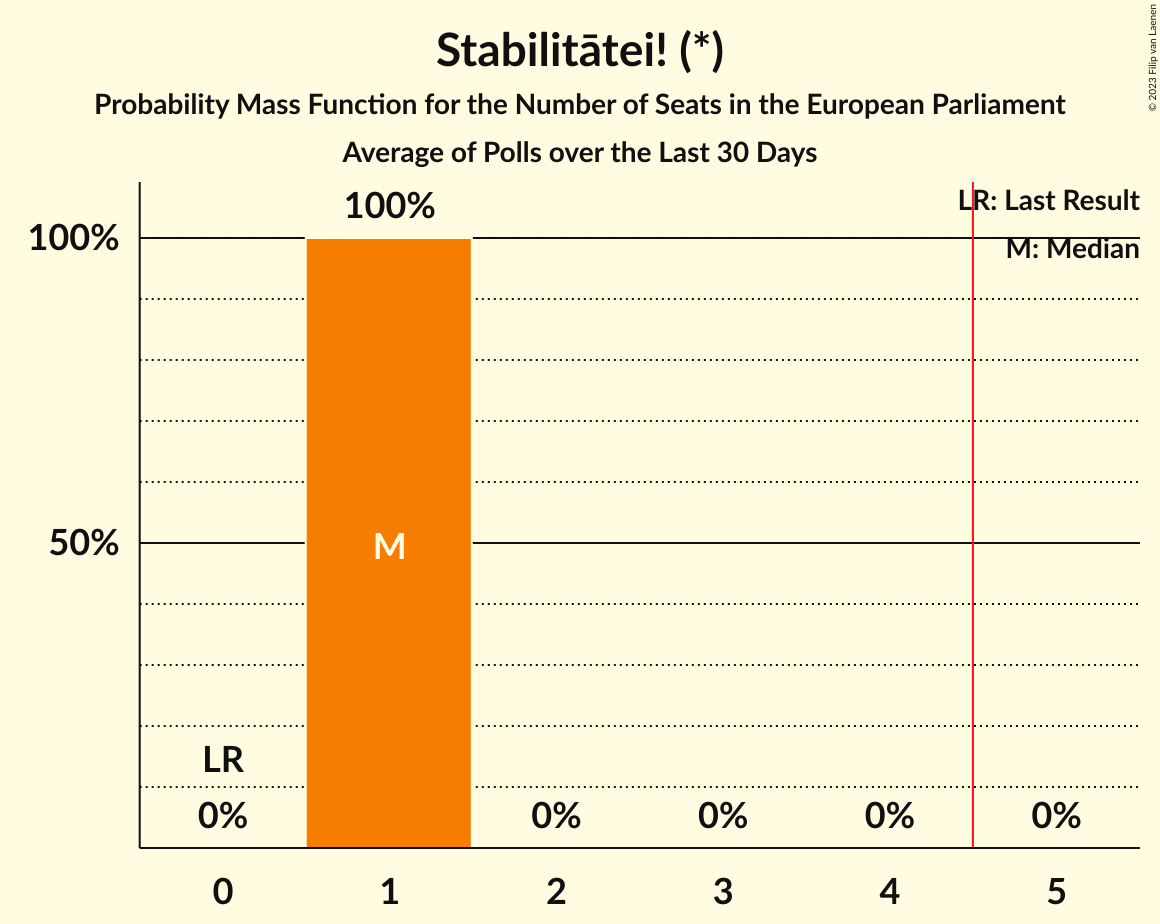 Stabilitātei! (*)
Probability Mass Function for the Number of Seats in the European Parliament
Average of Polls over the Last 30 Days
© 2023 Filip van Laenen
LR: Last Result
M: Median
100%
100%
50%
M
LR
0%
0%
0%
0%
0%
0
1
2
3
4
5